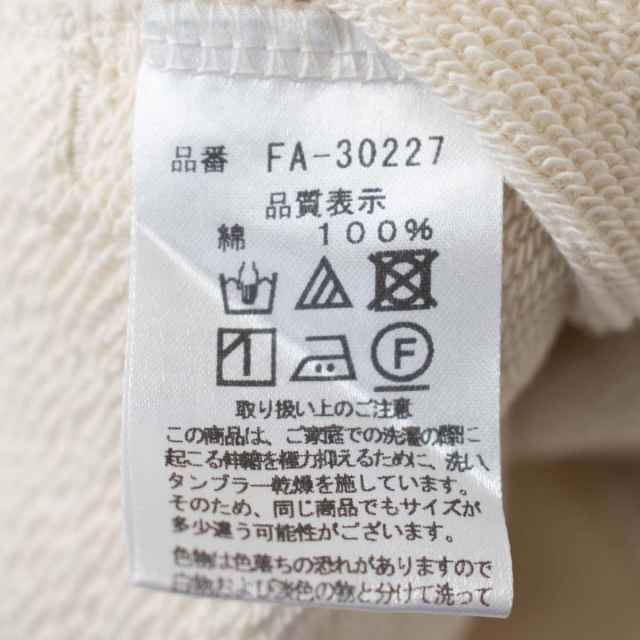 品番 FA-30227
品質表示
綿 100%
F
取り扱い上のご注意
この商品は、ご家庭での洗濯の際に
起こる伸縮を極力抑えるために、洗い
タンブラー乾燥を施しています。
そのため、同じ商品でもサイズが
多少違う可能性がございます。
色物は色落ちの恐れがありますので
白物および淡色の物と分けて洗って